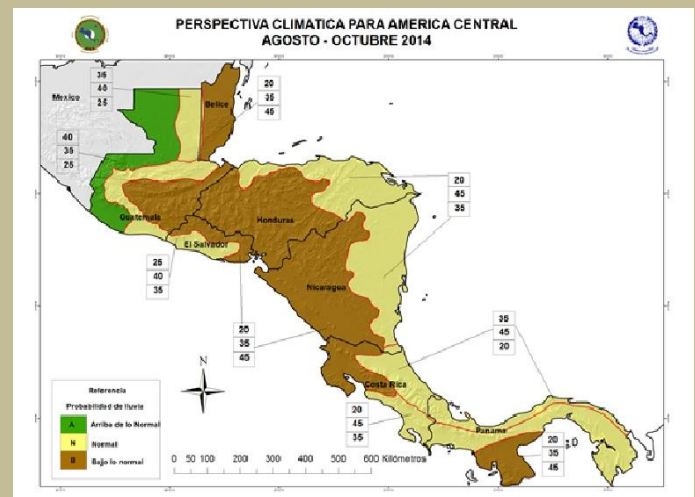 PERSPECTIVA CLIMATICA PARA AMERICA CENTRAL
AGOSTO - OCTUBRE 2014
Mexico
35
40
25
Belice
20
35
45
40
35
25
20
45
35
Guatemala
Honduras
El Salvador
25
40
35
Nicaragua
20
35
45
35
45
20
N
Costa Rica
20
45
35
Panama
20
35
45
Referencia
Probabilidad de lluvia
A Arriba de lo Normal
N Normal
B Bajo lo normal
0 50 100 200 300 400 500 600 Kilómetros